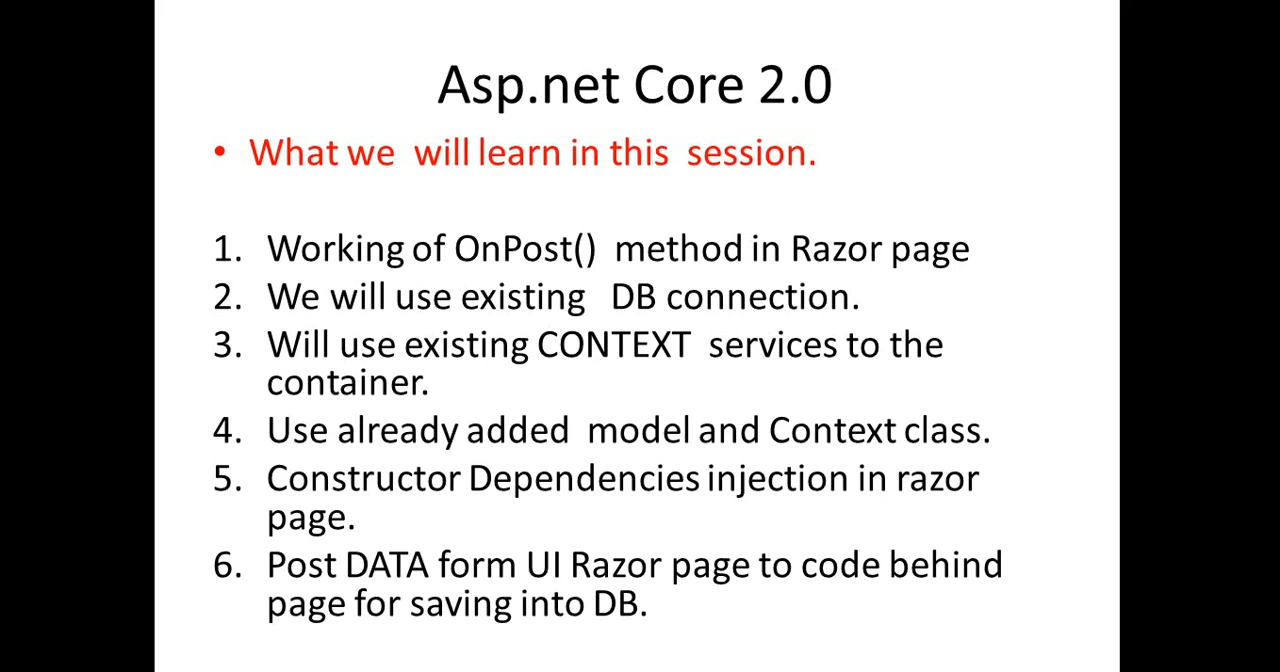 Asp.net Core 2.0
• What we will learn in this session.
1. Working of OnPost() method in Razor page
2. We will use existing DB connection.
3. Will use existing CONTEXT services to the
container.
4. Use already added model and Context class.
5. Constructor Dependencies injection in razor
page.
6. Post DATA form UI Razor page to code behind
page for saving into DB.